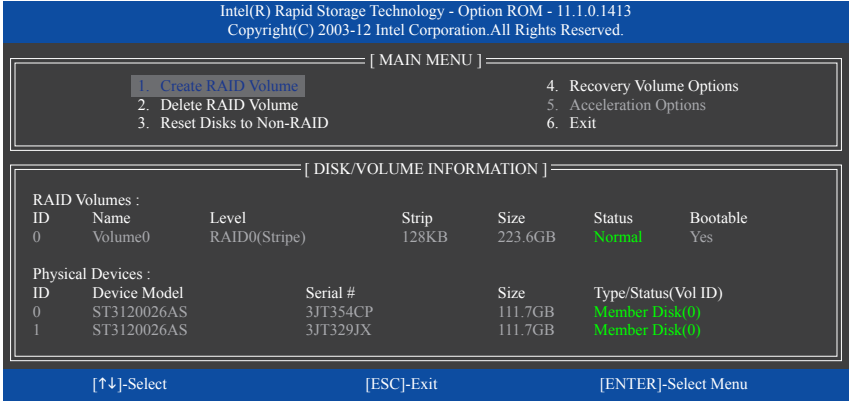 Intel(R) Rapid Storage Technology - Option ROM - 11.1.0.1413
Copyright(C) 2003-12 Intel Corporation.All Rights Reserved.
[ MAIN MENU ]
1. Create RAID Volume 4. Recovery Volume Options
2. Delete RAID Volume 5. Acceleration Options
3. Reset Disks to Non-RAID 6. Exit
[ DISK/VOLUME INFORMATION ]
RAID Volumes :
ID Name Level Strip Size Status Bootable
0 Volume0 RAID0(Stripe) 128KB 223.6GB Normal Yes
Physical Devices :
ID Device Model Serial # Size Type/Status(Vol ID)
0 ST3120026AS 3JT354CP 111.7GB Member Disk(0)
1 ST3120026AS 3JT329JX 111.7GB Member Disk(0)
[↑↓]-Select [ESC]-Exit [ENTER]-Select Menu